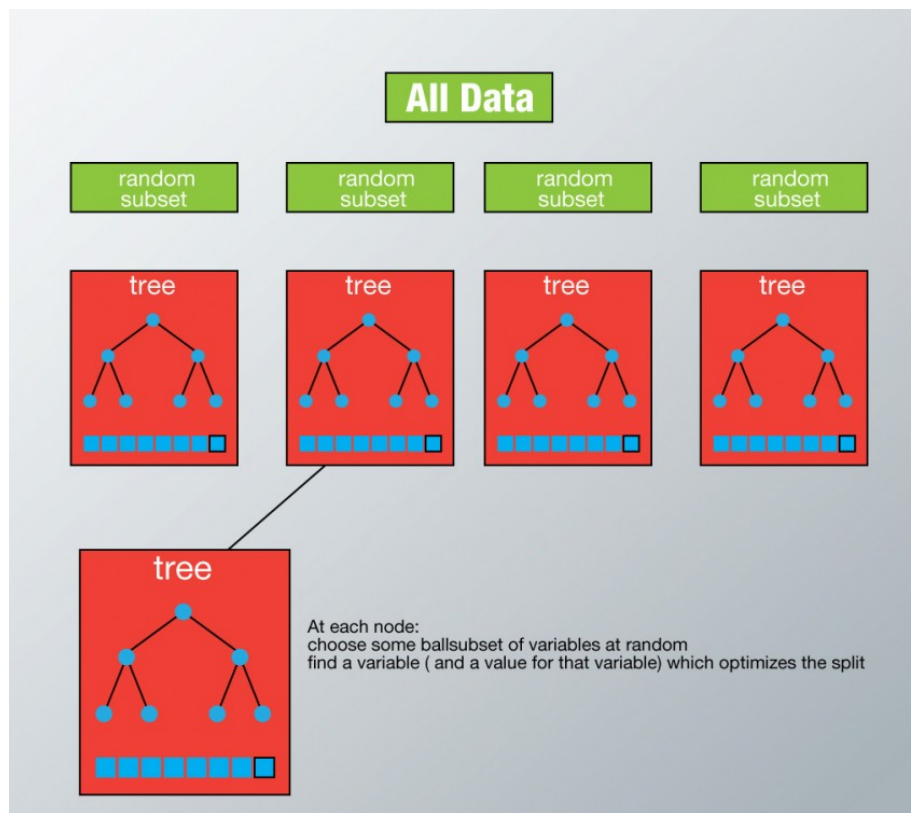 All Data
random
subset
random
subset
random
subset
random
subset
tree
tree
tree
tree
tree
At each node:
choose some ballsubset of variables at random
find a variable ( and a value for that variable) which optimizes the split